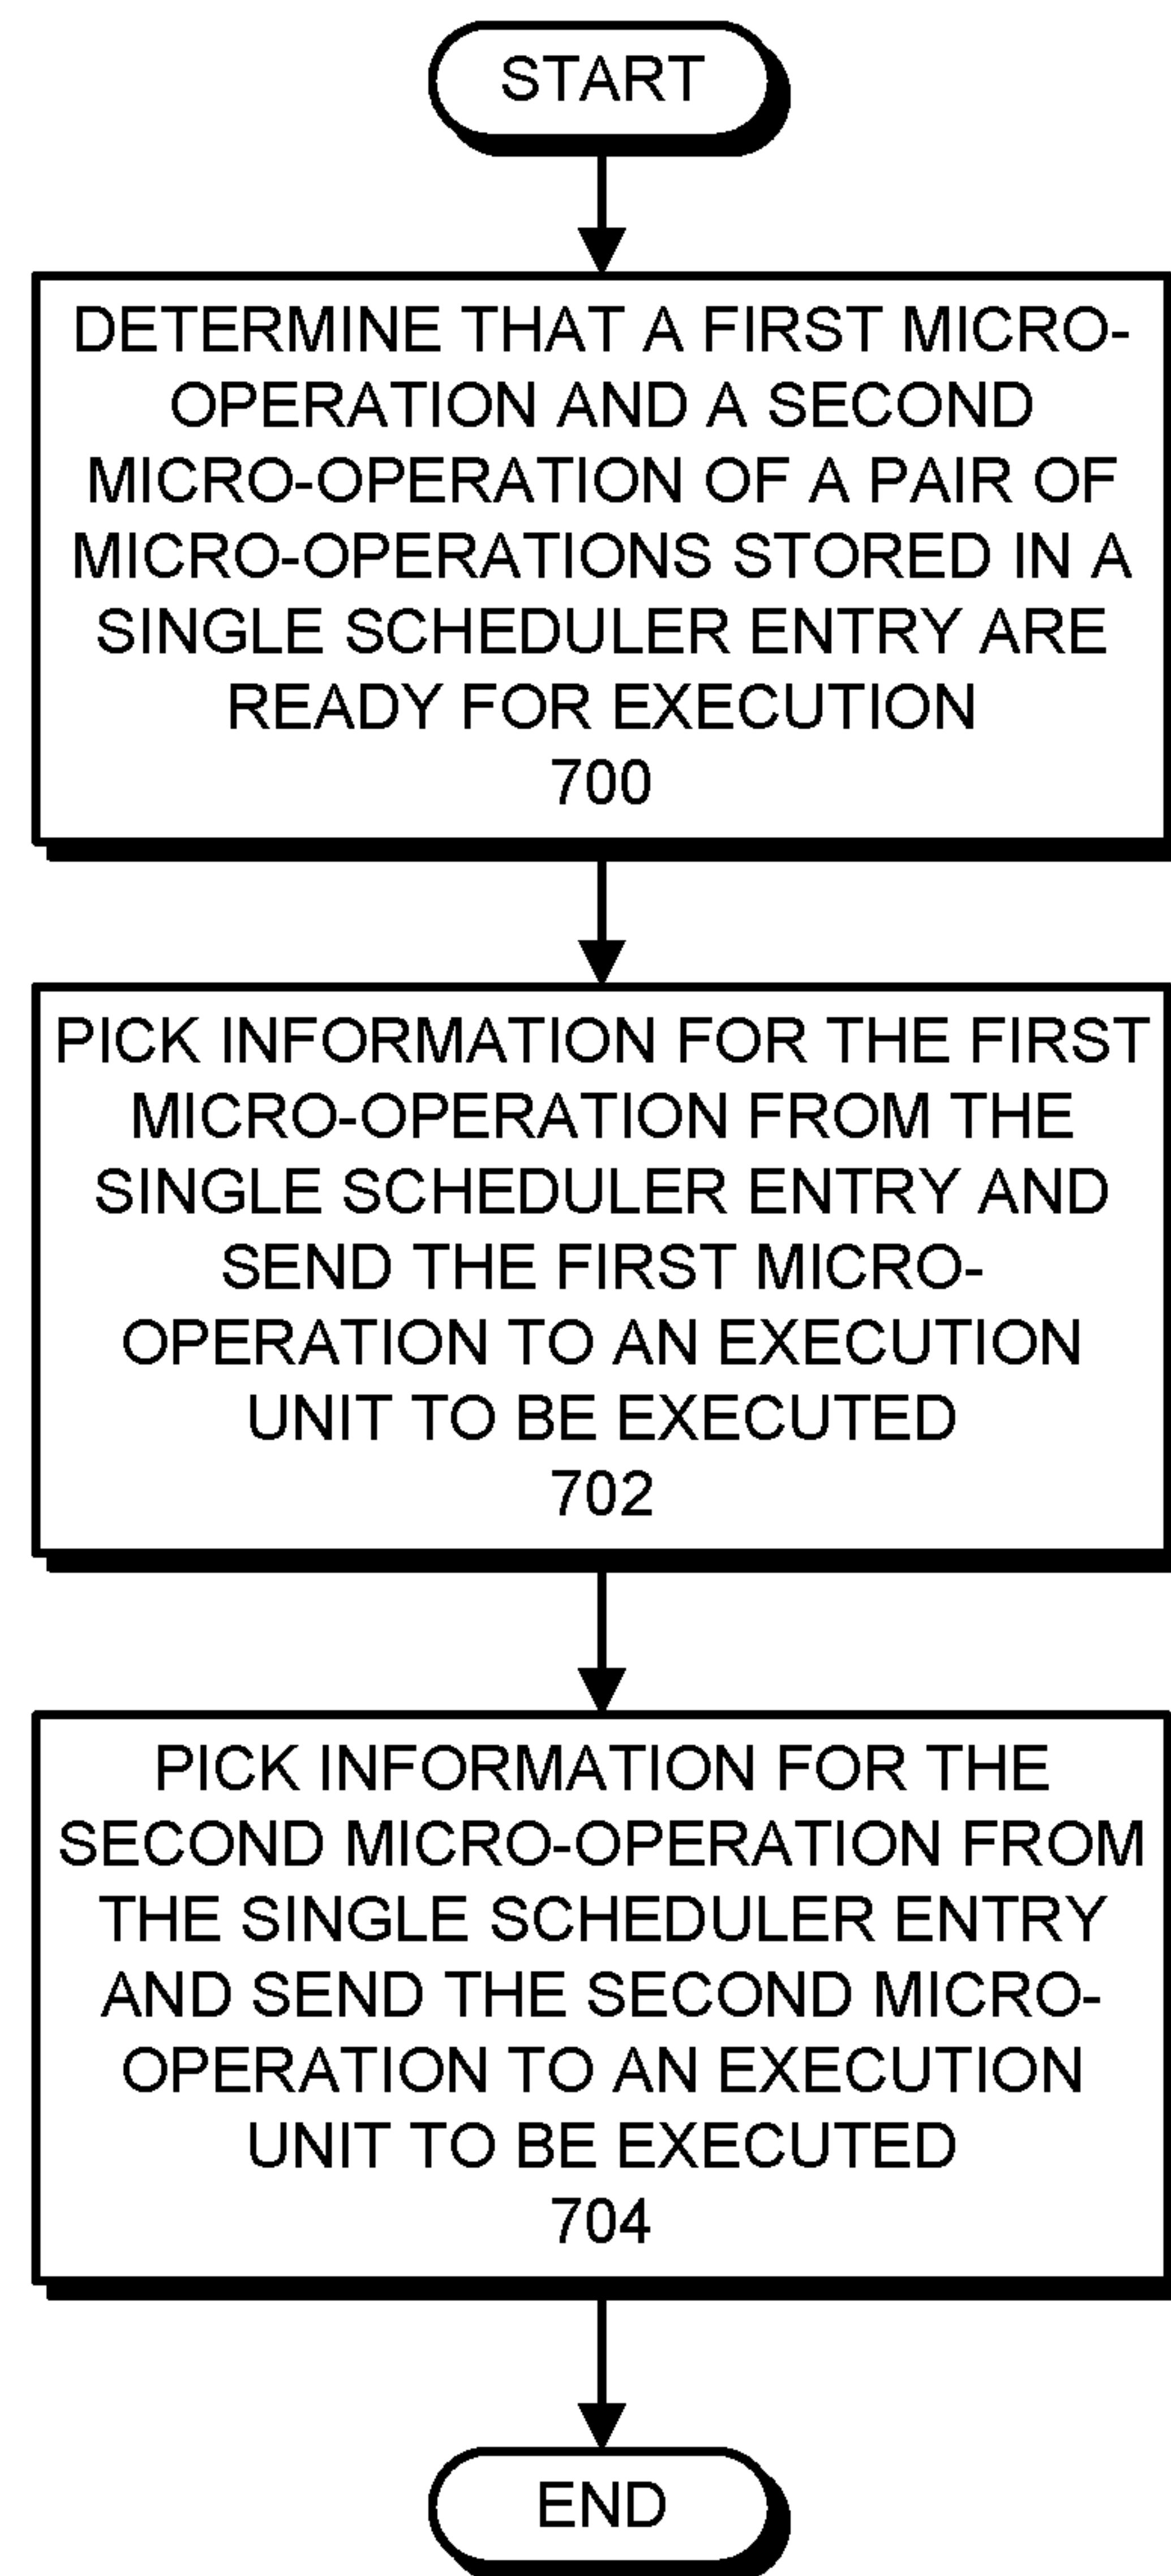 START
DETERMINE THAT A FIRST MICRO-
OPERATION AND A SECOND
MICRO-OPERATION OF A PAIR OF
MICRO-OPERATIONS STORED IN A
SINGLE SCHEDULER ENTRY ARE
READY FOR EXECUTION
700
PICK INFORMATION FOR THE FIRST
MICRO-OPERATION FROM THE
SINGLE SCHEDULER ENTRY AND
SEND THE FIRST MICRO-
OPERATION TO AN EXECUTION
UNIT TO BE EXECUTED
702
PICK INFORMATION FOR THE
SECOND MICRO-OPERATION FROM
THE SINGLE SCHEDULER ENTRY
AND SEND THE SECOND MICRO-
OPERATION TO AN EXECUTION
UNIT TO BE EXECUTED
704
END